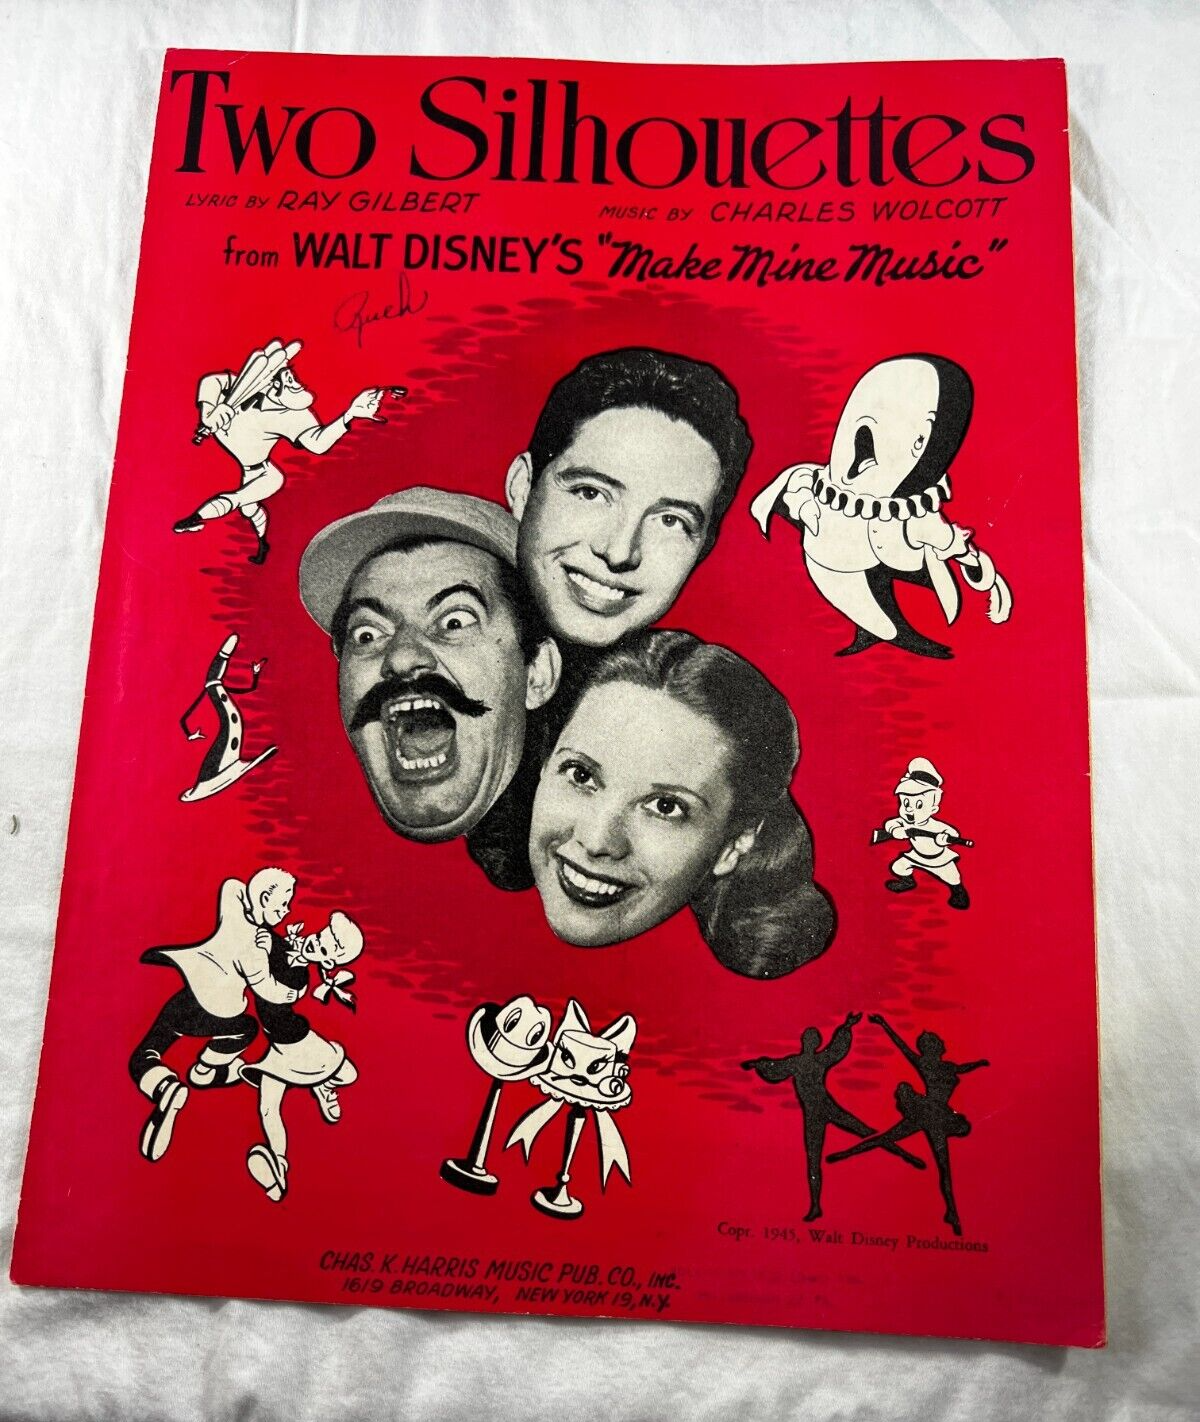 Two Silhouettes
LYRIC BY RAY GILBERT MUSIC BY CHARLES WOLCOTT
from WALT DISNEY'S "Make Mine Music"
Copr. 1945, Walt Disney Productions
CHAS. K. HARRIS MUSIC PUB. CO., INC.
1619 BROADWAY, NEW YORK 19, N.Y.